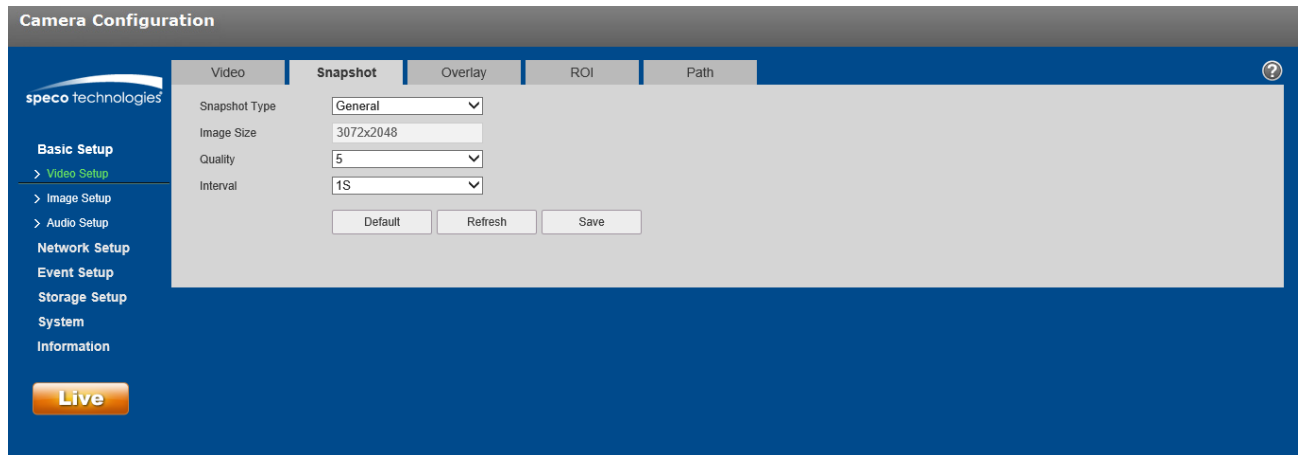 Camera Configuration
speco technologies
Video Snapshot Overlay ROI Path ?
Snapshot Type General
Image Size 3072x2048
Quality 5
Interval 1S
Default Refresh Save
Basic Setup
> Video Setup
> Image Setup
> Audio Setup
Network Setup
Event Setup
Storage Setup
System
Information
Live